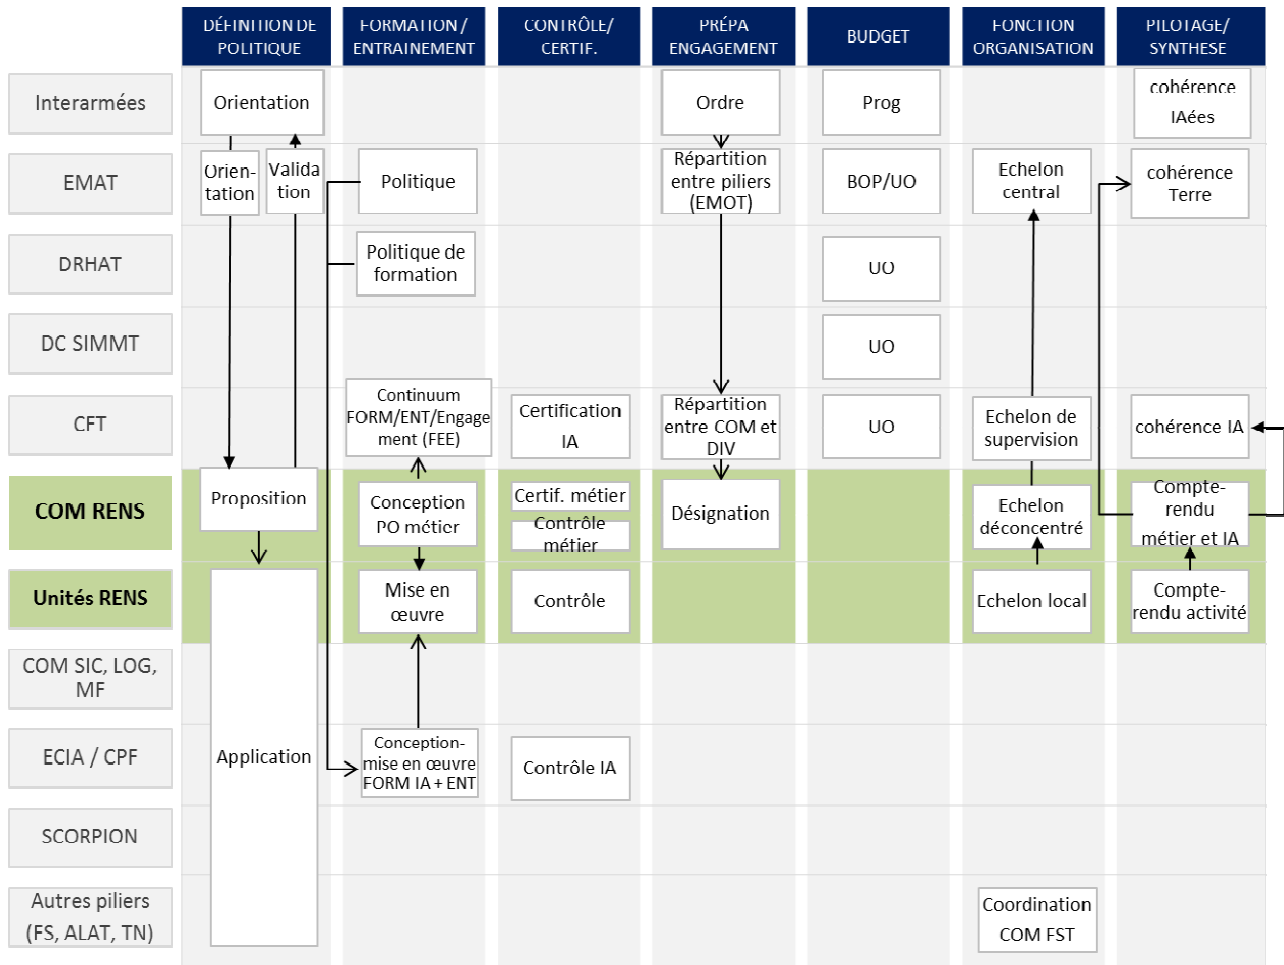 DÉFINITION DE
POLITIQUE
FORMATION /
ENTRAINEMENT
CONTRÔLE/
CERTIF.
PRÉPA
ENGAGEMENT
BUDGET
FONCTION
ORGANISATION
PILOTAGE/
SYNTHESE
Interarmées
Orientation
Ordre
Prog
cohérence
IAées
EMAT
Orien-
tation
Valida
tion
Politique
Répartition
entre piliers
(EMOT)
BOP/UO
Echelon
central
cohérence
Terre
DRHAT
Politique de
formation
UO
DC SIMMT
UO
CFT
Continuum
FORM/ENT/Engage
ment (FEE)
Certification
IA
Répartition
entre COM et
DIV
UO
Echelon de
supervision
cohérence IA
COM RENS
Proposition
Conception
PO métier
Certif. métier
Contrôle
métier
Désignation
Echelon
déconcentré
Compte-
rendu
métier et IA
Unités RENS
Mise en
œuvre
Contrôle
Echelon local
Compte-
rendu activité
COM SIC, LOG,
MF
ECIA / CPF
Application
Conception-
mise en œuvre
FORM IA + ENT
Contrôle IA
SCORPION
Autres piliers
(FS, ALAT, TN)
Coordination
COM FST